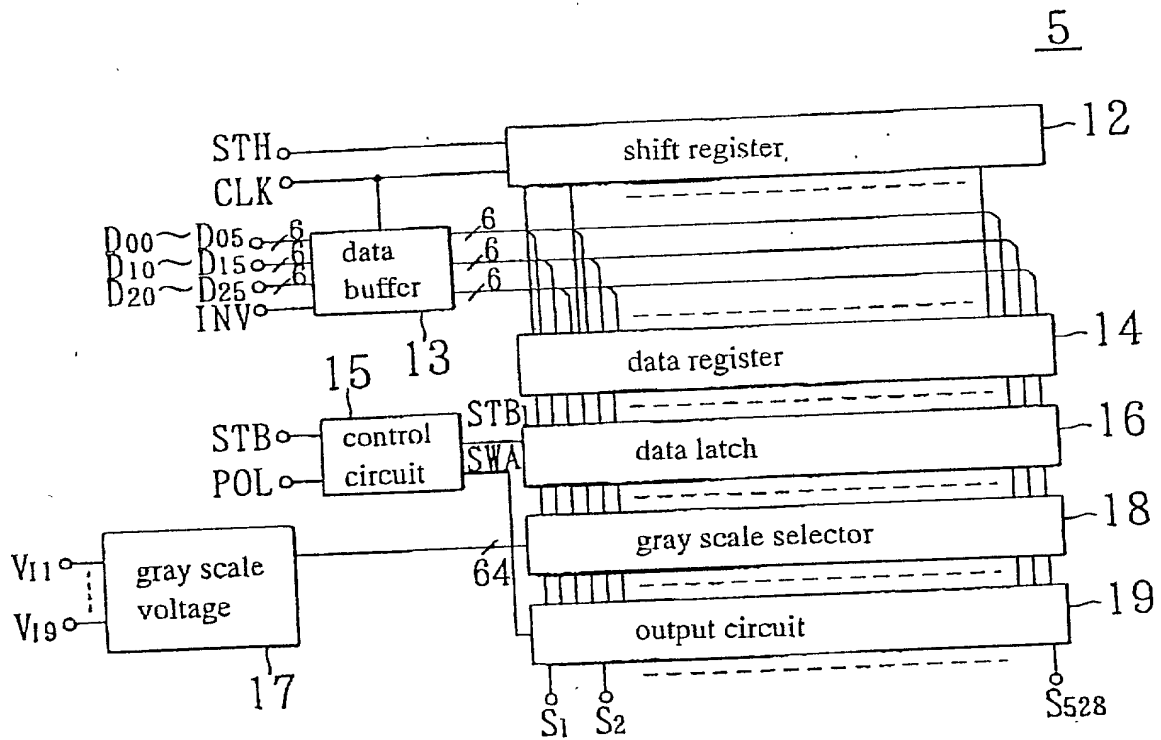 5
STH
CLK
shift register
12
D00~D05
6
6
D10~D15
6
6
D20~D25
6
6
INV
data
buffer
13
data register
14
15
STB
POL
control
circuit
STB1
SWA
data latch
16
VI1
VI9
gray scale
voltage
17
64
gray scale selector
18
output circuit
19
S1
S2
S528